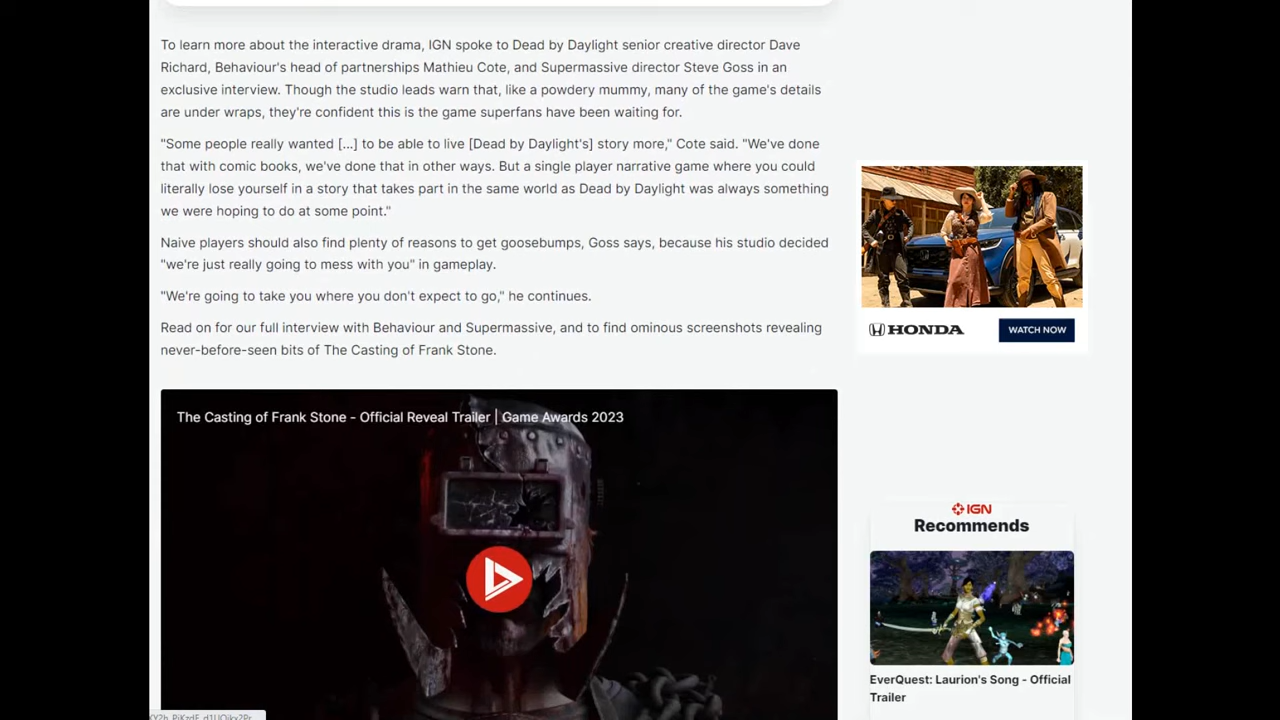 To learn more about the interactive drama, IGN spoke to Dead by Daylight senior creative director Dave
Richard, Behaviour's head of partnerships Mathieu Cote, and Supermassive director Steve Goss in an
exclusive interview. Though the studio leads warn that, like a powdery mummy, many of the game's details
are under wraps, they're confident this is the game superfans have been waiting for.
"Some people really wanted [...] to be able to live [Dead by Daylight's] story more," Cote said. "We've done
that with comic books, we've done that in other ways. But a single player narrative game where you could
literally lose yourself in a story that takes part in the same world as Dead by Daylight was always something
we were hoping to do at some point."
Naive players should also find plenty of reasons to get goosebumps, Goss says, because his studio decided
"we're just really going to mess with you" in gameplay.
"We're going to take you where you don't expect to go," he continues.
Read on for our full interview with Behaviour and Supermassive, and to find ominous screenshots revealing
never-before-seen bits of The Casting of Frank Stone.
The Casting of Frank Stone - Official Reveal Trailer | Game Awards 2023
HONDA
WATCH NOW
IGN
Recommends
EverQuest: Laurion's Song - Official
Trailer